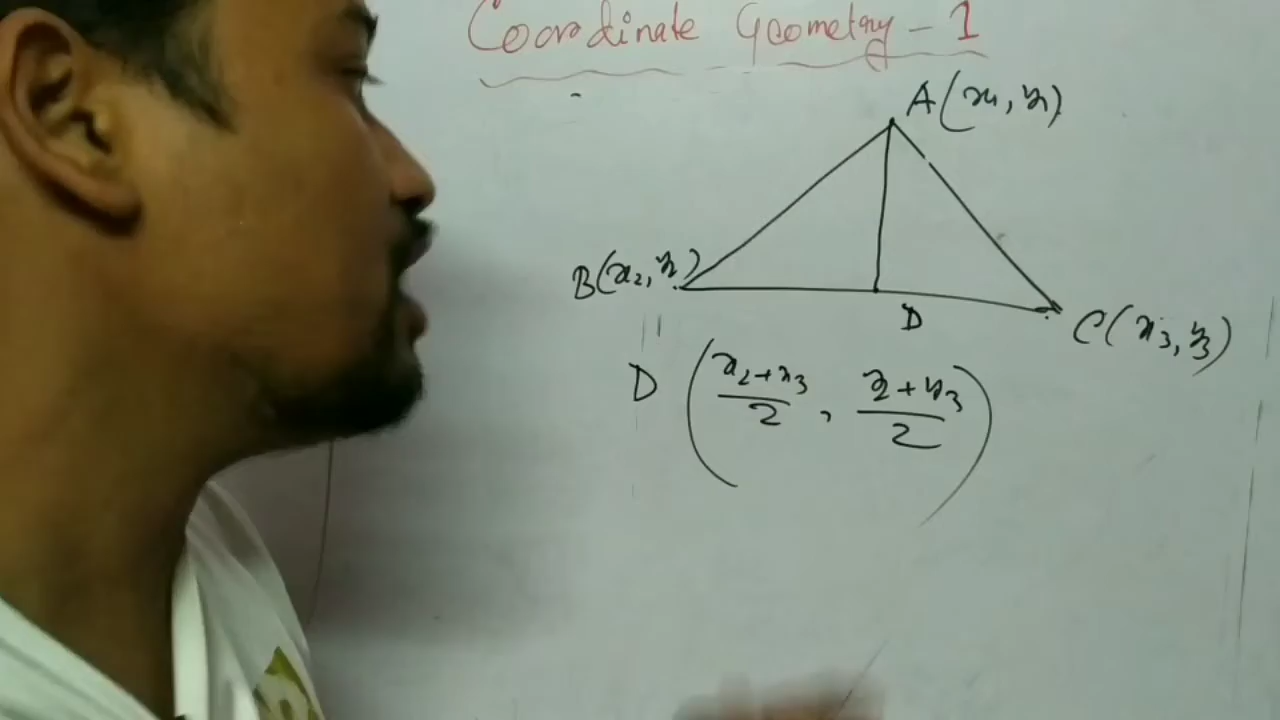 Coordinate Geometry - 1
A(x1, y1)
B(x2, y2)
D
C(x3, y3)
D (x2+x3/2, y2+y3/2)